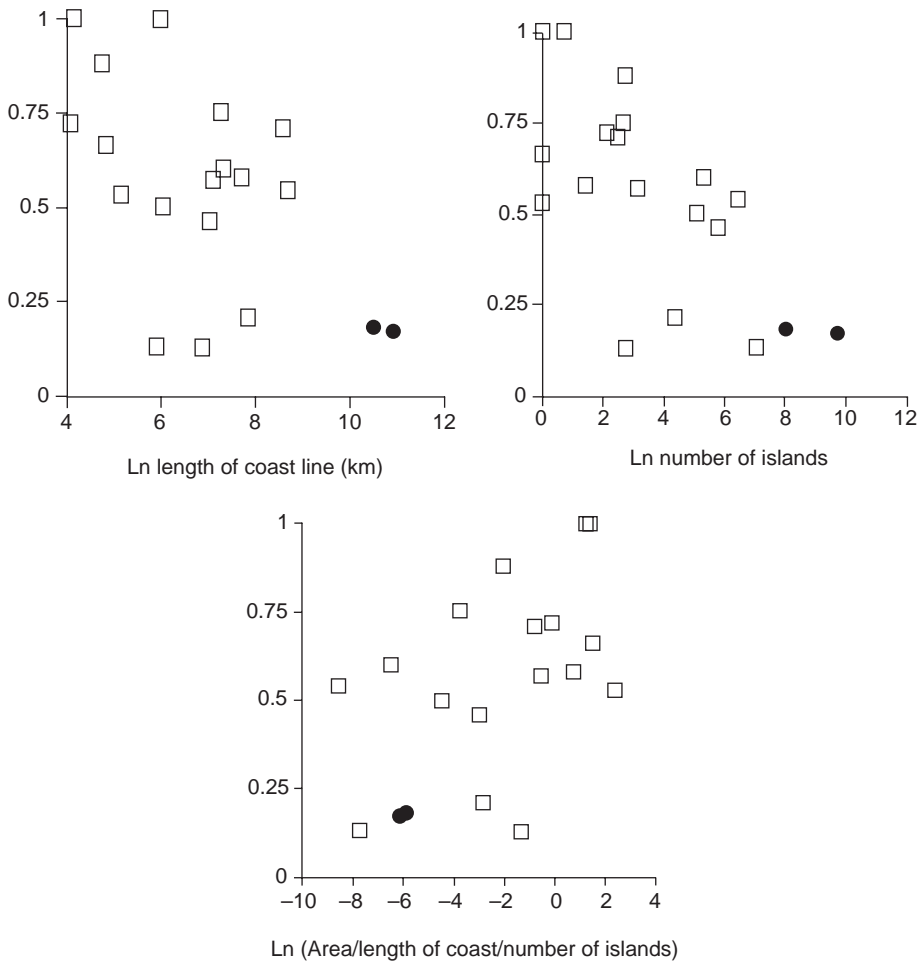 1
0.75
0.5
0.25
0
4 6 8 10 12
Ln length of coast line (km)
1
0.75
0.5
0.25
0
0 2 4 6 8 10 12
Ln number of islands
1
0.75
0.5
0.25
0
–10 –8 –6 –4 –2 0 2 4
Ln (Area/length of coast/number of islands)